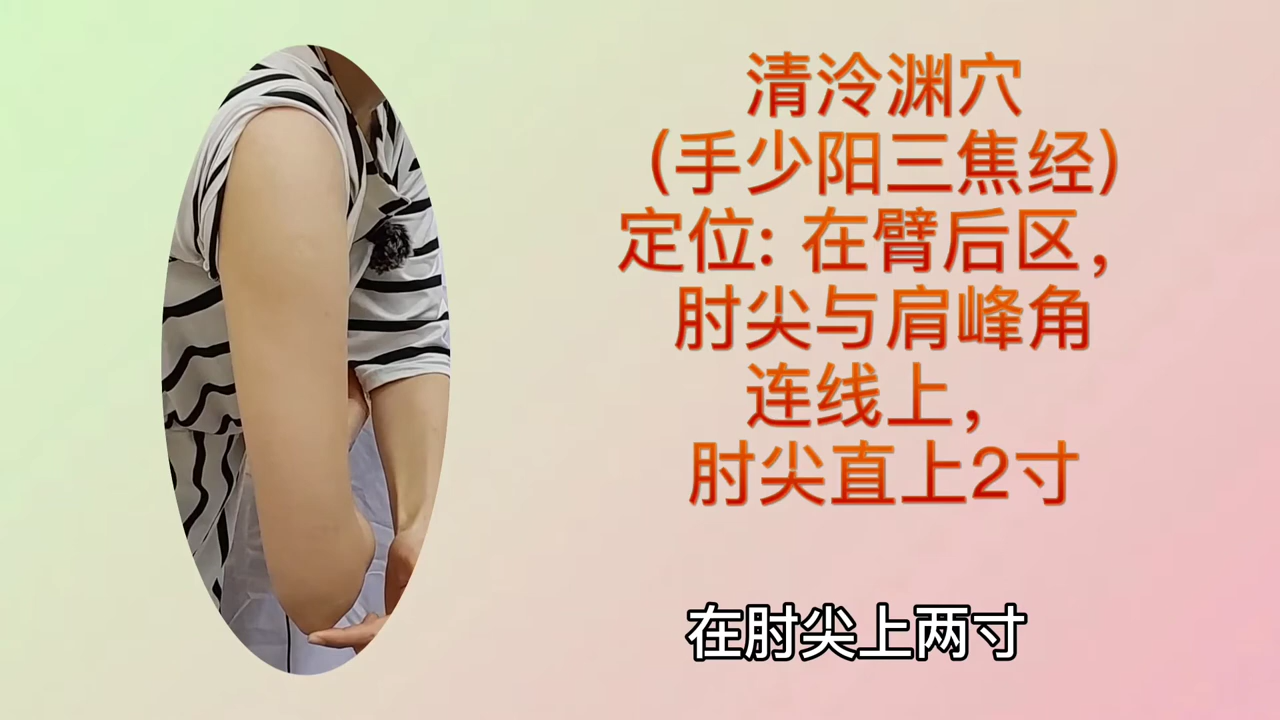 清泠渊穴
（手少阳三焦经）
定位：在臂后区，
肘尖与肩峰角
连线上，
肘尖直上2寸
在肘尖上两寸